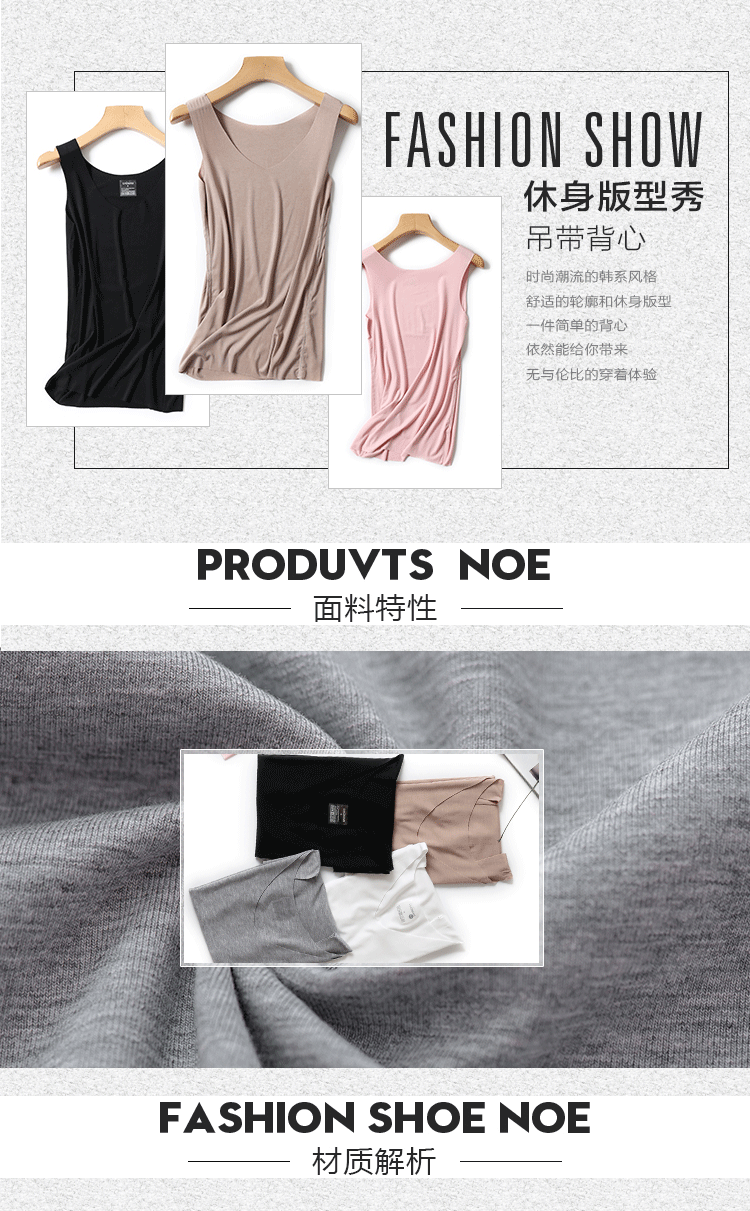 FASHION SHOW
休身版型秀
吊带背心
时尚潮流的韩系风格
舒适的轮廓和休身版型
一件简单的背心
依然能给你带来
无与伦比的穿着体验
PRODUVTS NOE
面料特性
FASHION SHOE NOE
材质解析